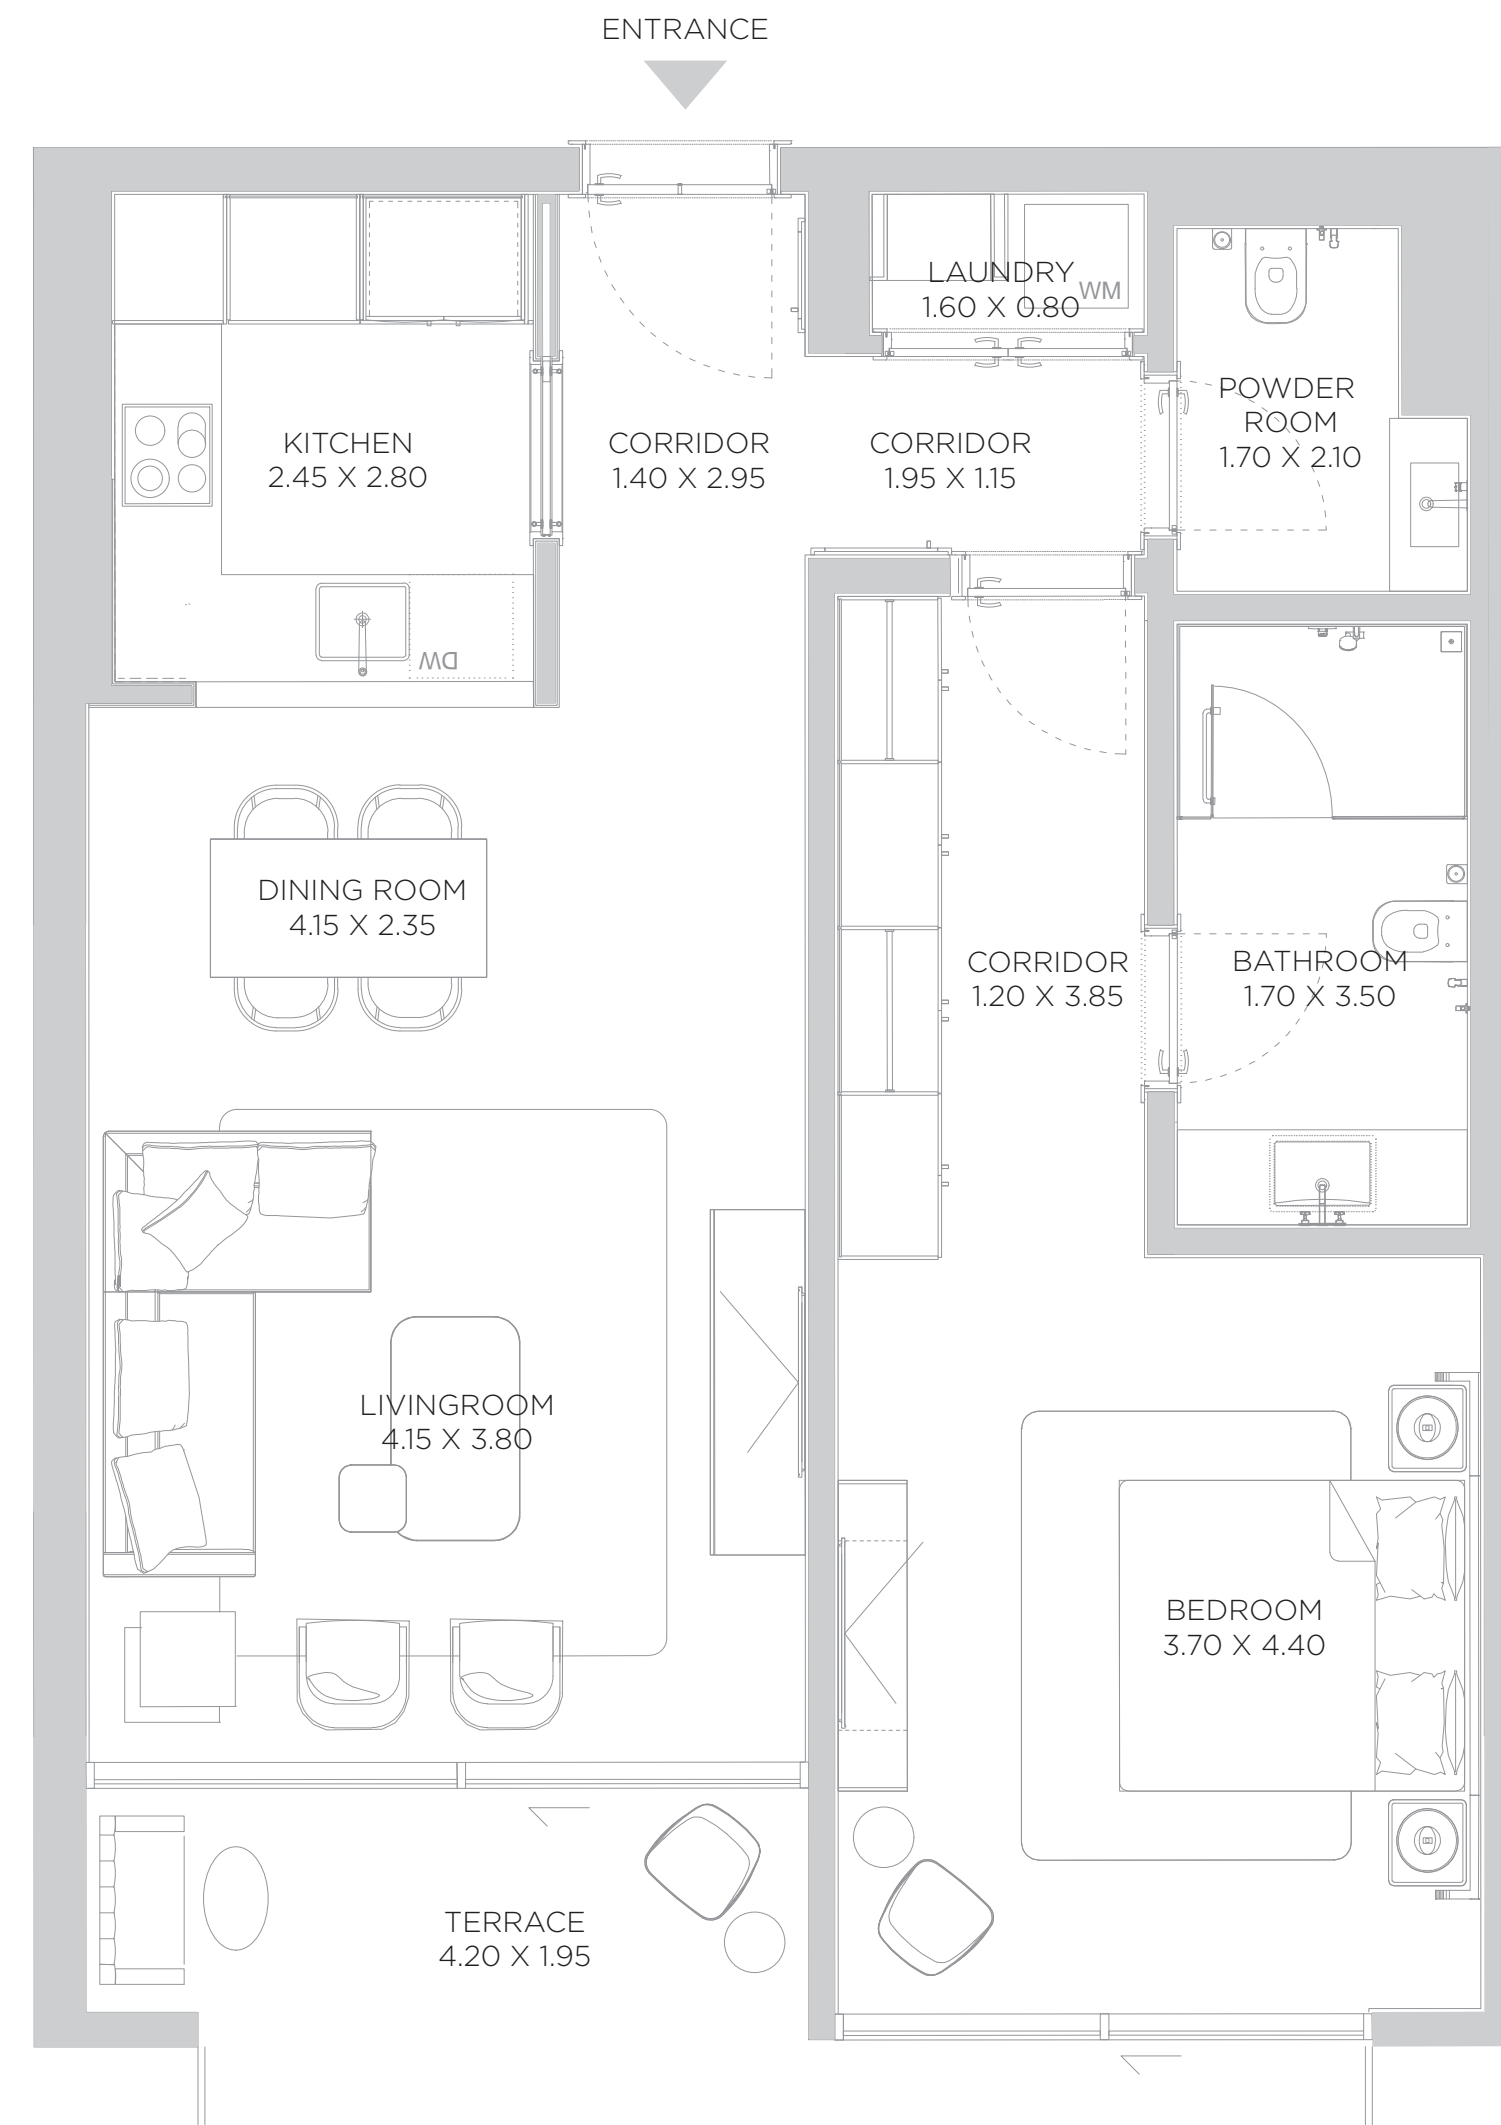 ENTRANCE
LAUNDRY
1.60 X 0.80
WM
POWDER
ROOM
1.70 X 2.10
KITCHEN
2.45 X 2.80
CORRIDOR
1.40 X 2.95
CORRIDOR
1.95 X 1.15
DW
DINING ROOM
4.15 X 2.35
CORRIDOR
1.20 X 3.85
BATHROOM
1.70 X 3.50
LIVINGROOM
4.15 X 3.80
BEDROOM
3.70 X 4.40
TERRACE
4.20 X 1.95